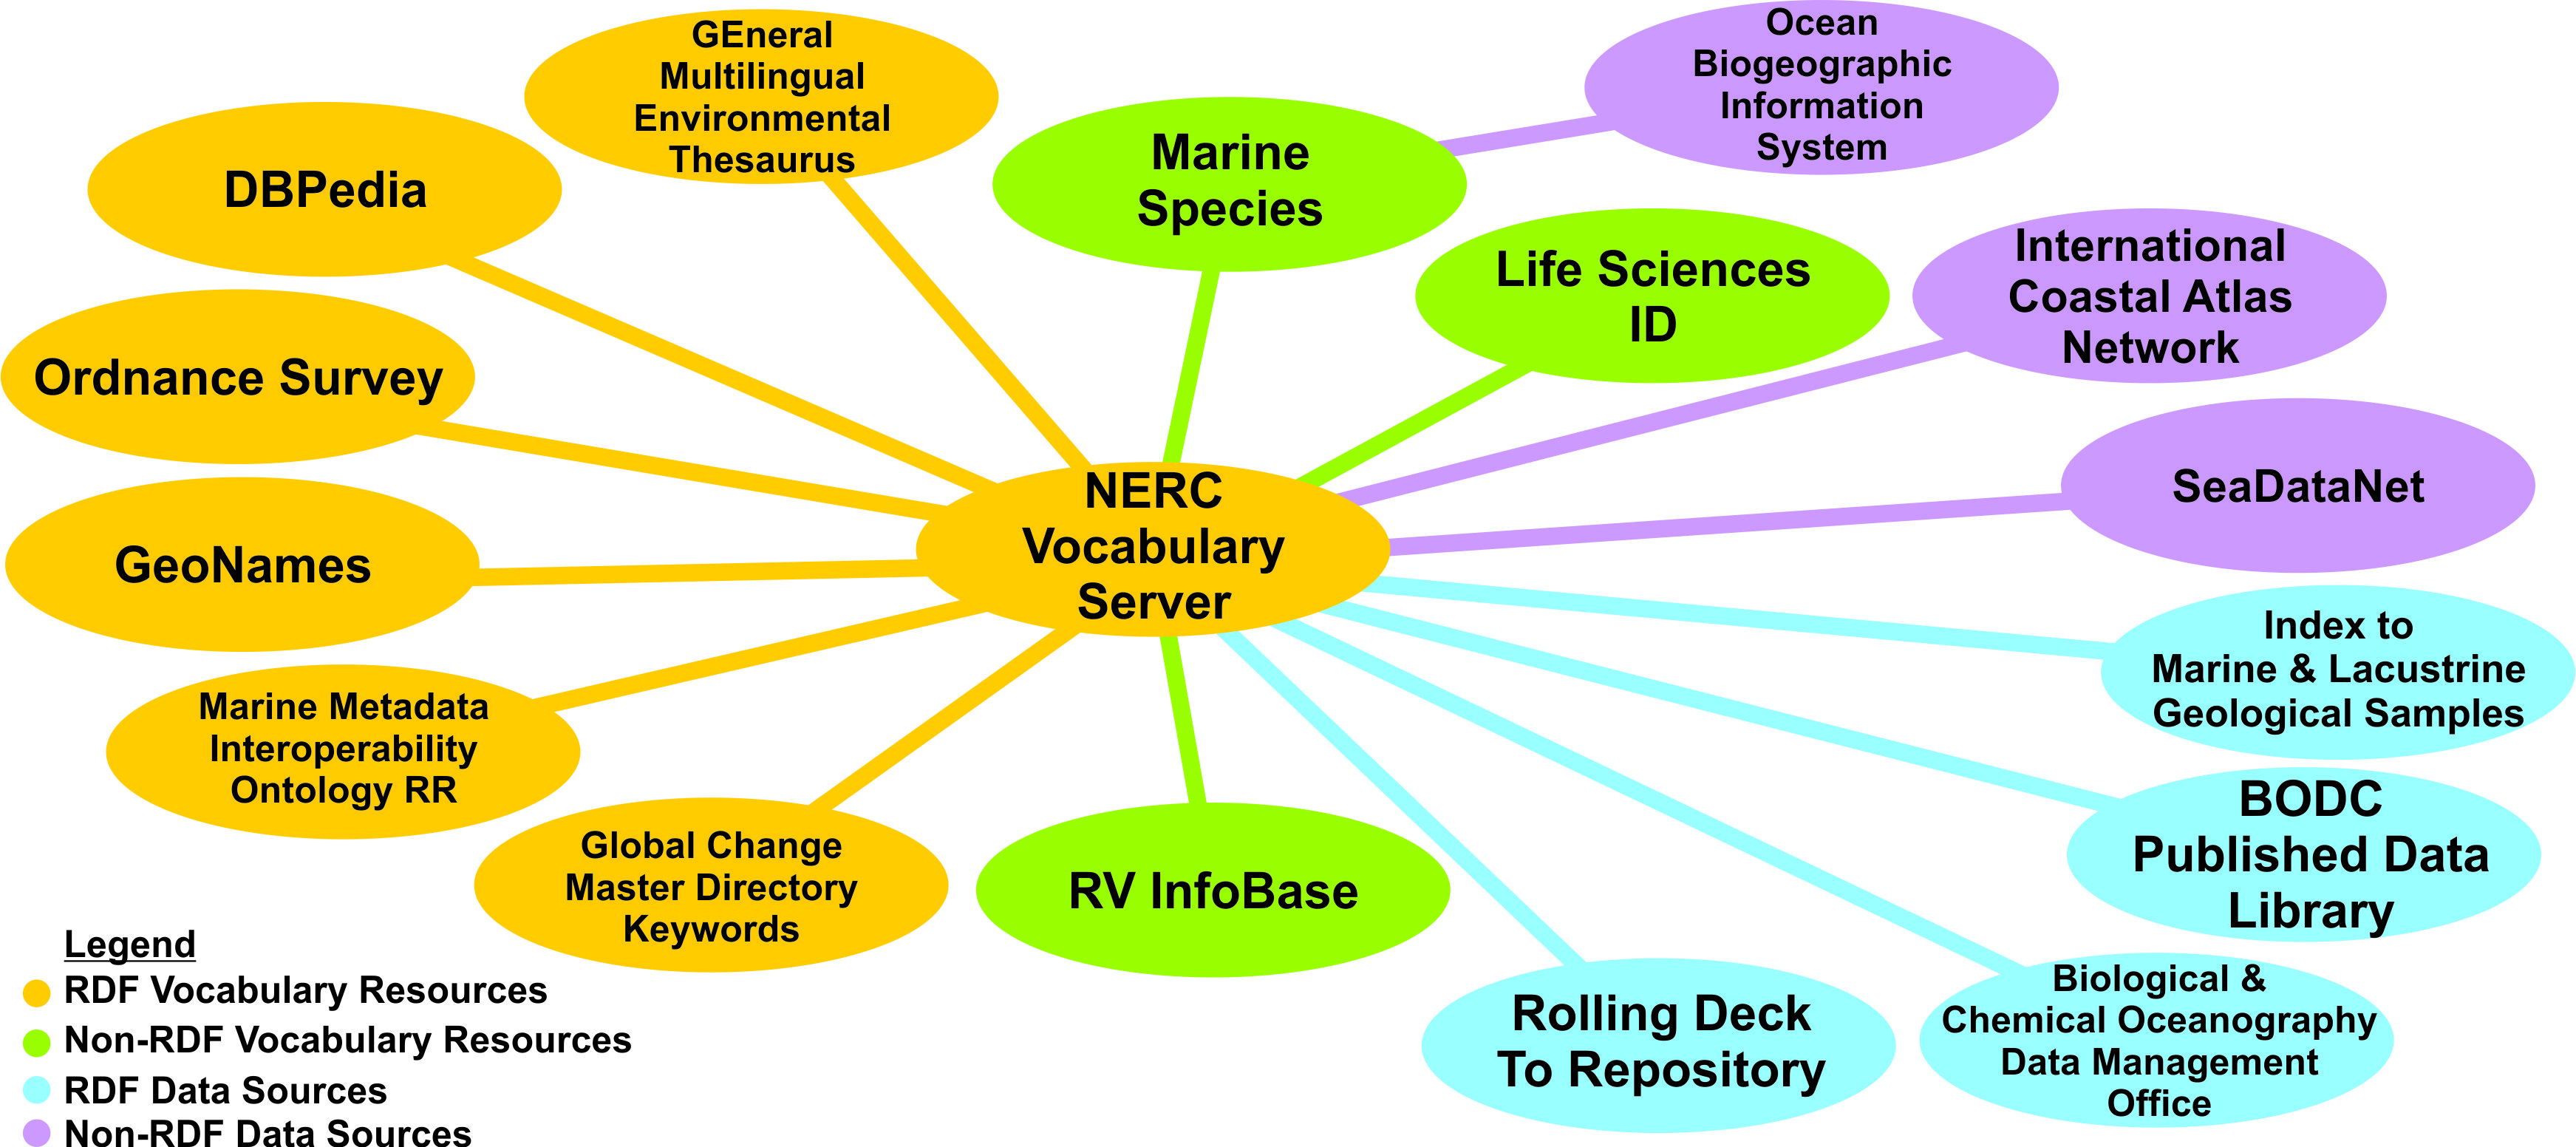 GEneral
Multilingual
Environmental
Thesaurus
Ocean
Biogeographic
Information
System
DBPedia
Marine
Species
Life Sciences
ID
International
Coastal Atlas
Network
Ordnance Survey
SeaDataNet
NERC
Vocabulary
Server
GeoNames
Index to
Marine & Lacustrine
Geological Samples
Marine Metadata
Interoperability
Ontology RR
BODC
Published Data
Library
Global Change
Master Directory
Keywords
RV InfoBase
Rolling Deck
To Repository
Biological &
Chemical Oceanography
Data Management
Office
Legend
RDF Vocabulary Resources
Non-RDF Vocabulary Resources
RDF Data Sources
Non-RDF Data Sources